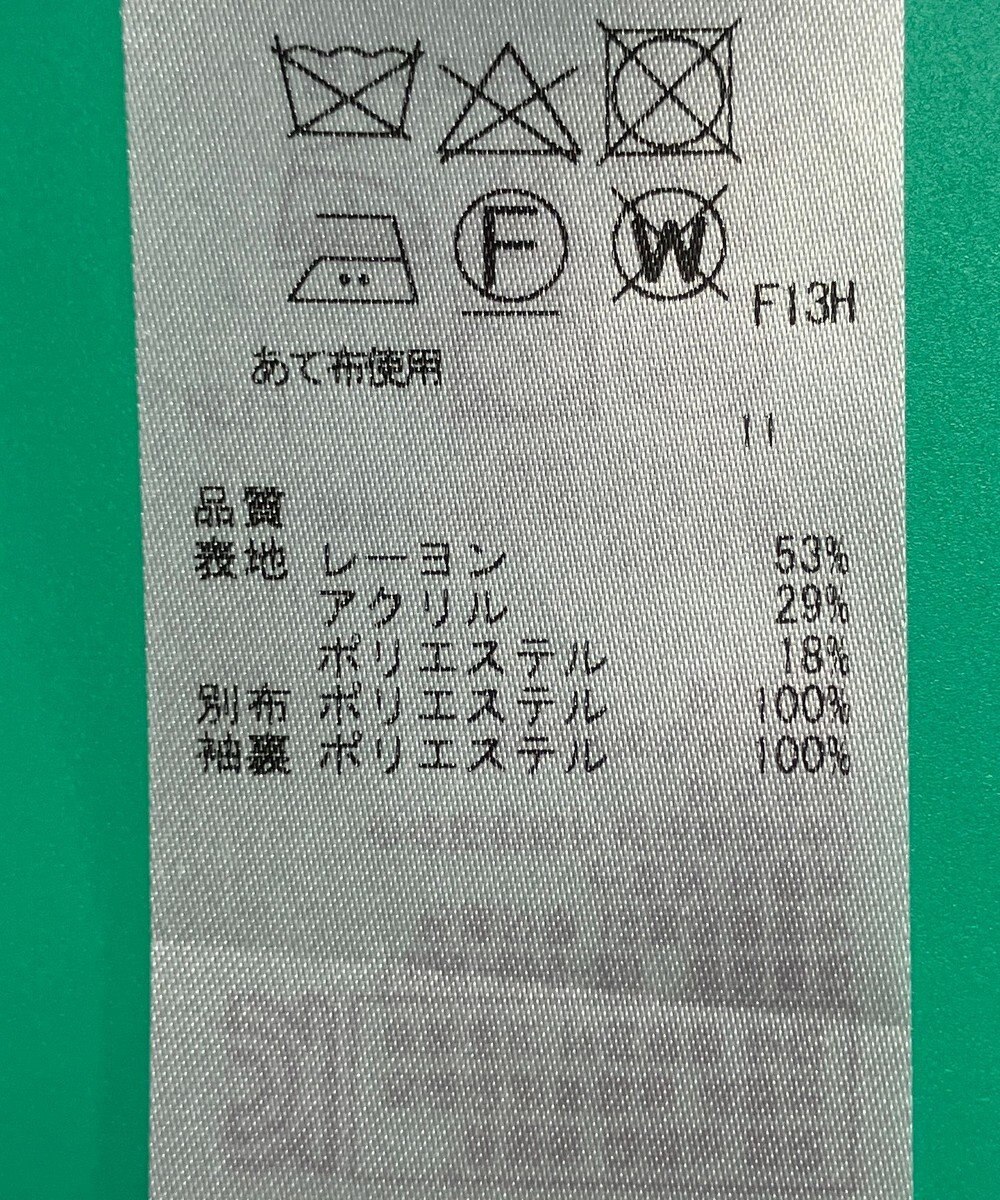 F W F13H
あて布使用
11
品質
表地 レーヨン 53%
アクリル 29%
ポリエステル 18%
別布 ポリエステル 100%
袖裏 ポリエステル 100%